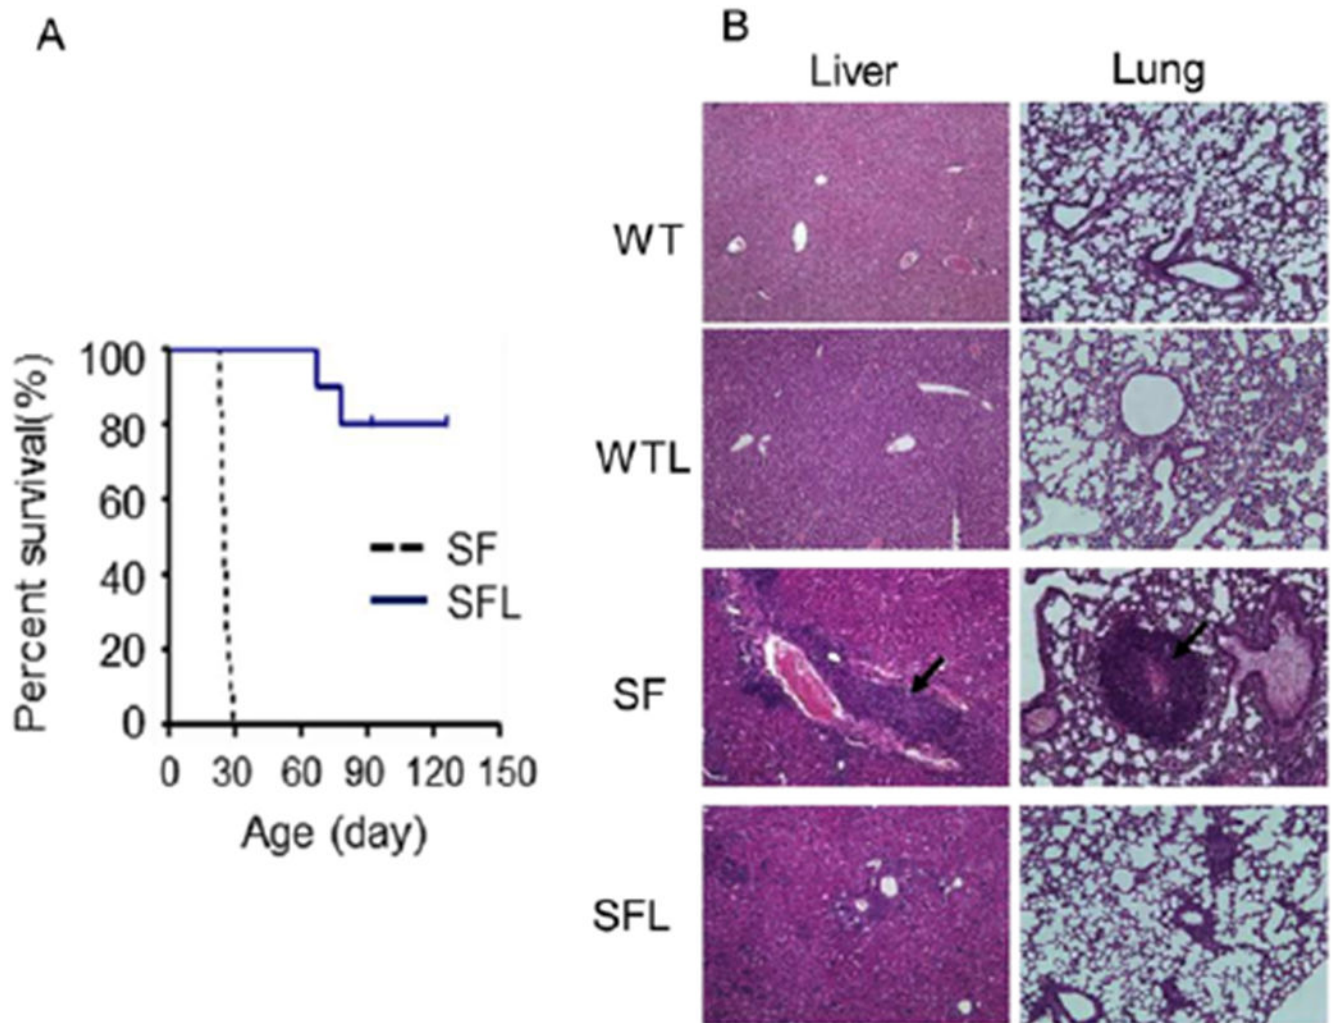 A
Percent survival(%)
100
80
60
40
20
0
0 30 60 90 120 150
Age (day)
SF
SFL
B
Liver Lung
WT
WTL
SF
SFL